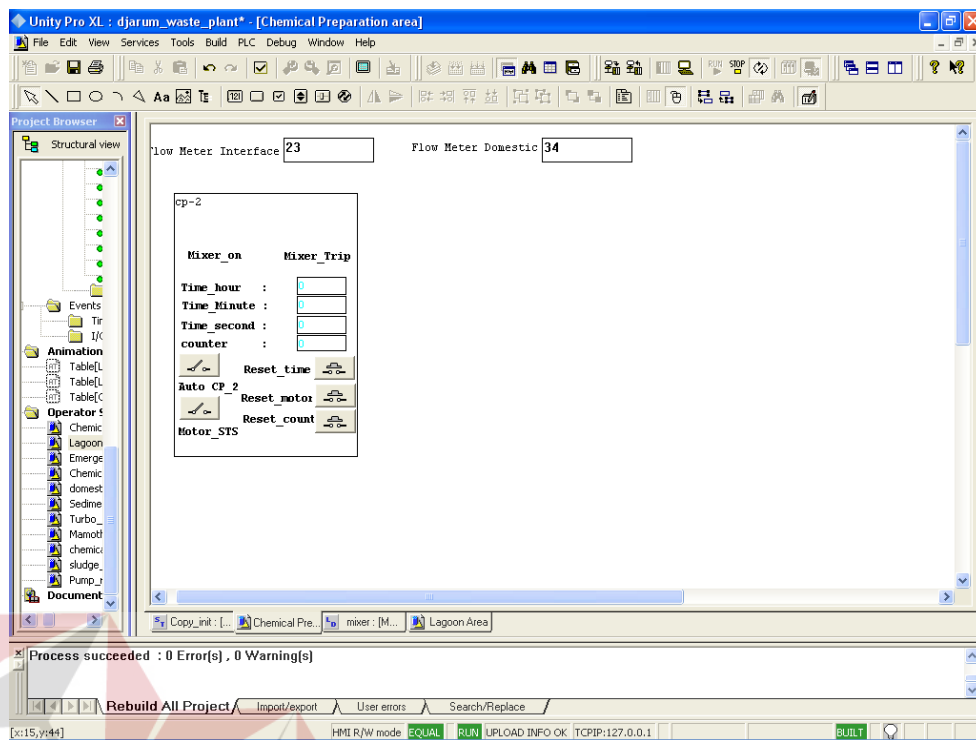 Unity Pro XL : djarum_waste_plant* - [Chemical Preparation area]
File Edit View Services Tools Build PLC Debug Window Help
Project Browser
Structural view
Events
Tir
I/(
Animation
Table[L
Table[L
Table[C
Operator S
Chemic
Lagoon
Emerge
Chemic
domest
Sedime
Turbo_
Mamoth
chemica
sludge_
Pump_r
Document
low Meter Interface 23 Flow Meter Domestic 34
cp-2
Mixer_on Mixer_Trip
Time_hour : 0
Time_Minute : 0
Time_second : 0
counter : 0
Reset_time
Auto CP_2
Reset_motor
Reset_count
Motor_STS
Copy_init : [... Chemical Pre... mixer : [M... Lagoon Area
Process succeeded : 0 Error(s) , 0 Warning(s)
Rebuild All Project Import/export User errors Search/Replace
[x:15,y:44] HMI R/W mode EQUAL RUN UPLOAD INFO OK TCPIP:127.0.0.1 BUILT